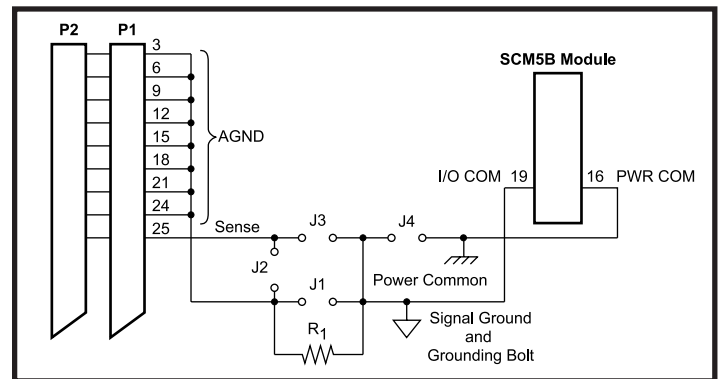 P2 P1
SCM5B Module
3
6
9
12
15
18
21
24
25
AGND
I/O COM 19 16 PWR COM
Sense
J3 J4
J2
Power Common
J1
R1
Signal Ground
and
Grounding Bolt